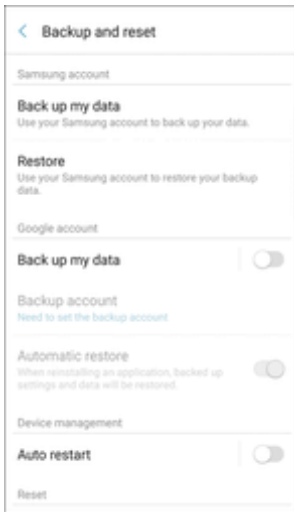 Backup and reset
Samsung account
Back up my data
Use your Samsung account to back up your data.
Restore
Use your Samsung account to restore your backup
data.
Google account
Back up my data
Backup account
Need to set the backup account
Automatic restore
When reinstalling an application, backed up
settings and data will be restored.
Device management
Auto restart
Reset